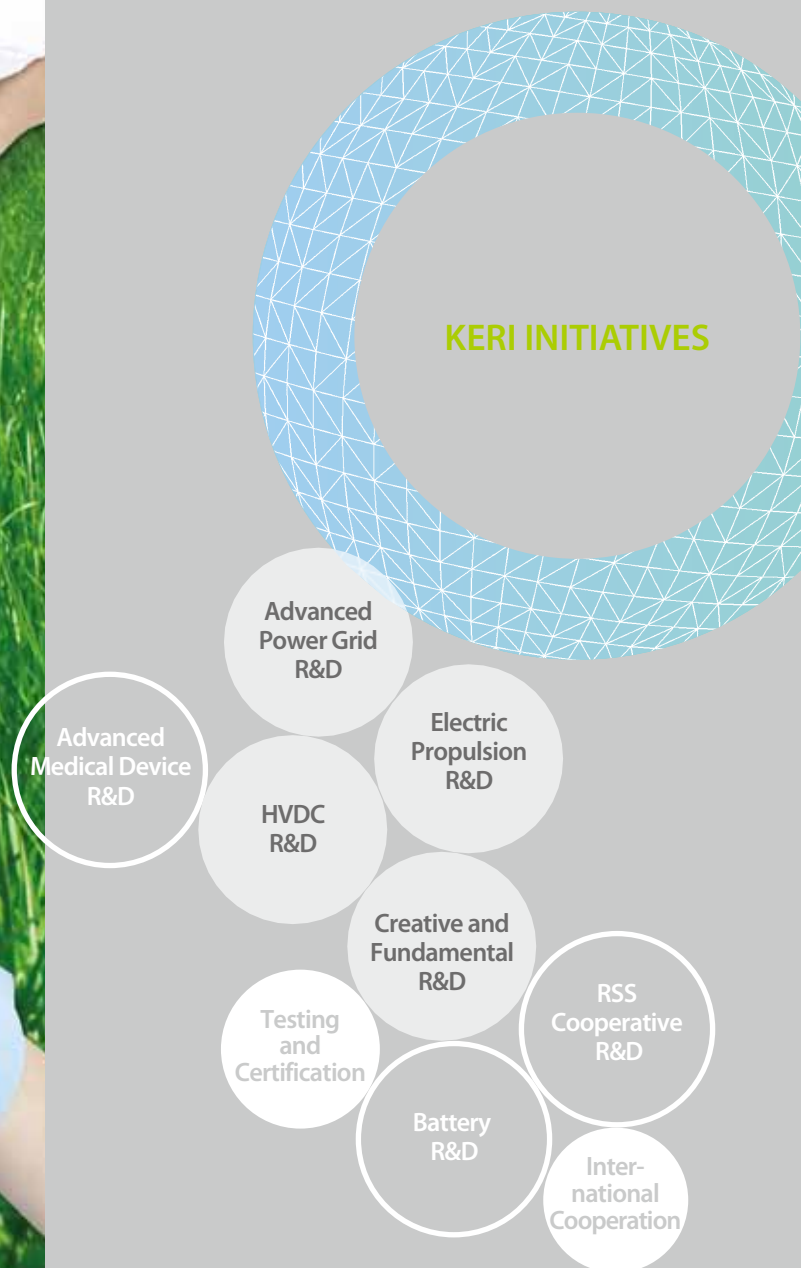 KERI INITIATIVES
Advanced
Power Grid
R&D
Electric
Propulsion
R&D
Advanced
Medical Device
R&D
HVDC
R&D
Creative and
Fundamental
R&D
RSS
Cooperative
R&D
Testing
and
Certification
Battery
R&D
Inter-
national
Cooperation